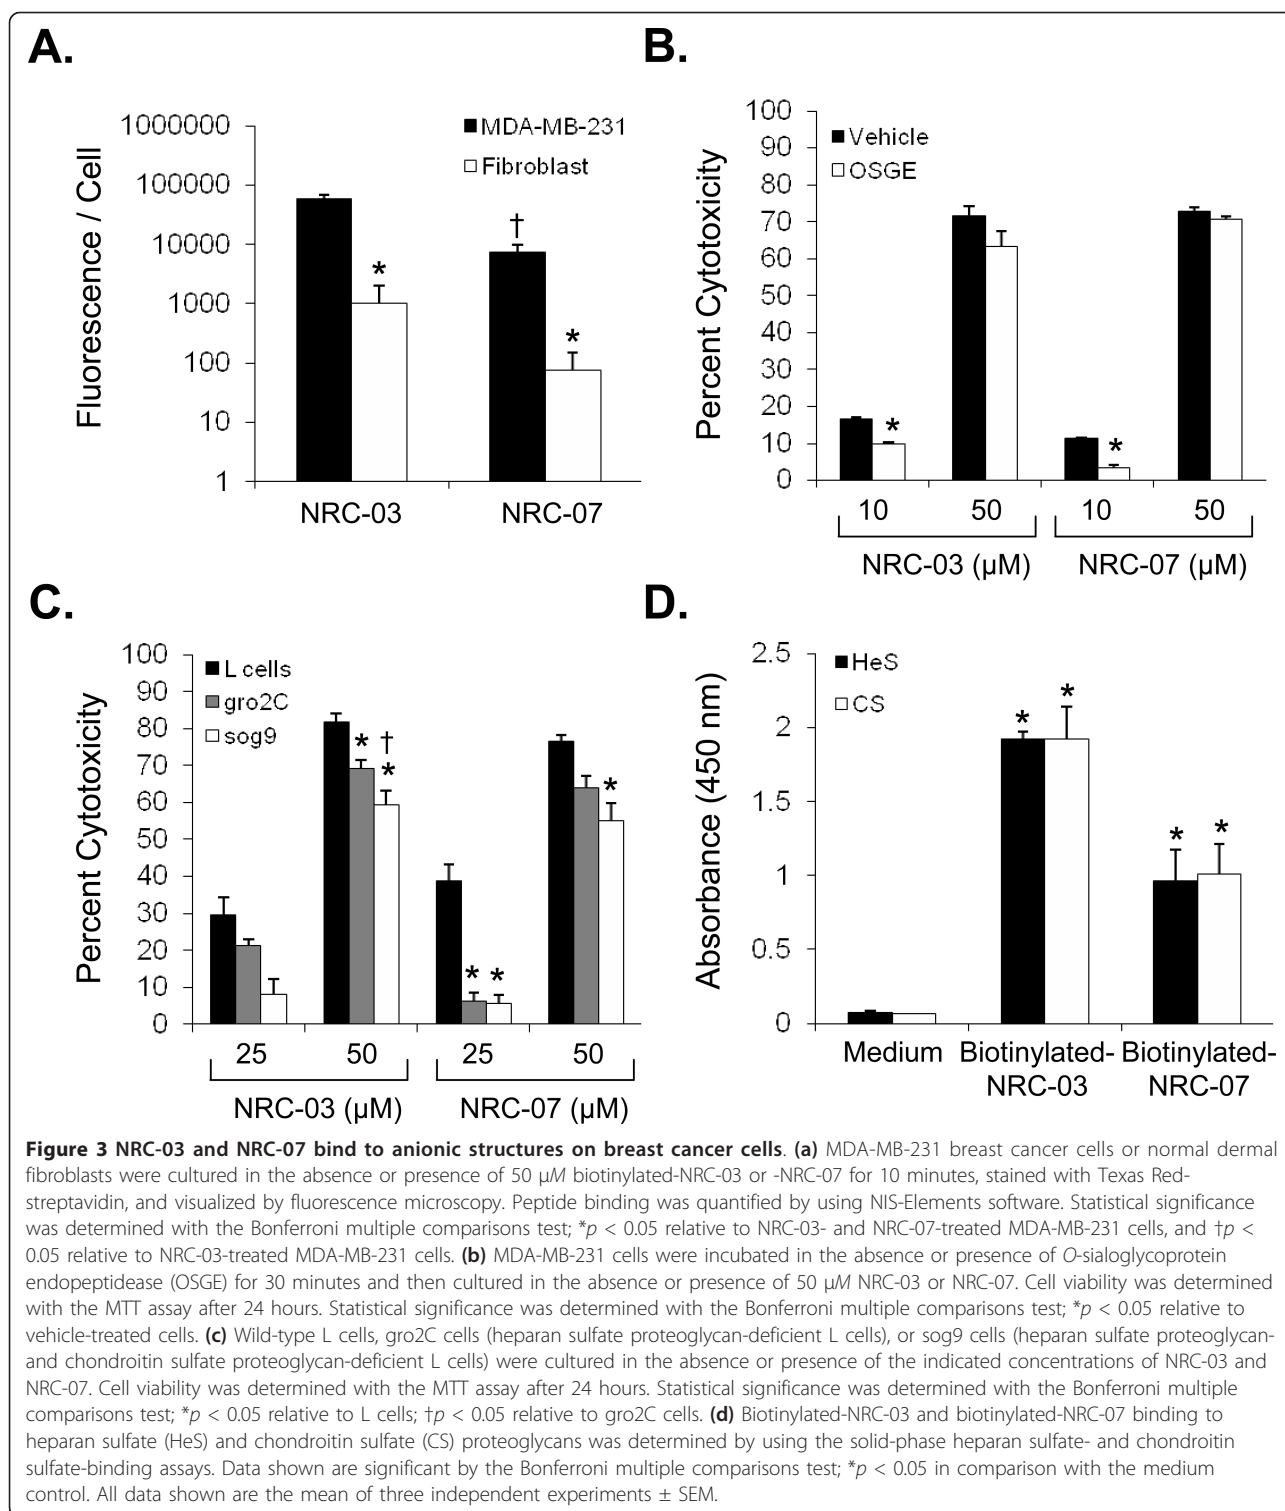 A.
1000000
100000
10000
1000
100
10
1
Fluorescence / Cell
MDA-MB-231
Fibroblast
*
†
*
NRC-03 NRC-07
B.
100
90
80
70
60
50
40
30
20
10
0
Percent Cytotoxicity
Vehicle
OSGE
*
*
10 50 10 50
NRC-03 (µM) NRC-07 (µM)
C.
100
90
80
70
60
50
40
30
20
10
0
Percent Cytotoxicity
L cells
gro2C
sog9
* † *
* * *
25 50 25 50
NRC-03 (µM) NRC-07 (µM)
D.
2.5
2
1.5
1
0.5
0
Absorbance (450 nm)
HeS
CS
* *
* *
Medium Biotinylated- Biotinylated-
NRC-03 NRC-07
Figure 3 NRC-03 and NRC-07 bind to anionic structures on breast cancer cells. (a) MDA-MB-231 breast cancer cells or normal dermal
fibroblasts were cultured in the absence or presence of 50 µM biotinylated-NRC-03 or -NRC-07 for 10 minutes, stained with Texas Red-
streptavidin, and visualized by fluorescence microscopy. Peptide binding was quantified by using NIS-Elements software. Statistical significance
was determined with the Bonferroni multiple comparisons test; *p < 0.05 relative to NRC-03- and NRC-07-treated MDA-MB-231 cells, and †p <
0.05 relative to NRC-03-treated MDA-MB-231 cells. (b) MDA-MB-231 cells were incubated in the absence or presence of O-sialoglycoprotein
endopeptidease (OSGE) for 30 minutes and then cultured in the absence or presence of 50 µM NRC-03 or NRC-07. Cell viability was determined
with the MTT assay after 24 hours. Statistical significance was determined with the Bonferroni multiple comparisons test; *p < 0.05 relative to
vehicle-treated cells. (c) Wild-type L cells, gro2C cells (heparan sulfate proteoglycan-deficient L cells), or sog9 cells (heparan sulfate proteoglycan-
and chondroitin sulfate proteoglycan-deficient L cells) were cultured in the absence or presence of the indicated concentrations of NRC-03 and
NRC-07. Cell viability was determined with the MTT assay after 24 hours. Statistical significance was determined with the Bonferroni multiple
comparisons test; *p < 0.05 relative to L cells; †p < 0.05 relative to gro2C cells. (d) Biotinylated-NRC-03 and biotinylated-NRC-07 binding to
heparan sulfate (HeS) and chondroitin sulfate (CS) proteoglycans was determined by using the solid-phase heparan sulfate- and chondroitin
sulfate-binding assays. Data shown are significant by the Bonferroni multiple comparisons test; *p < 0.05 in comparison with the medium
control. All data shown are the mean of three independent experiments ± SEM.